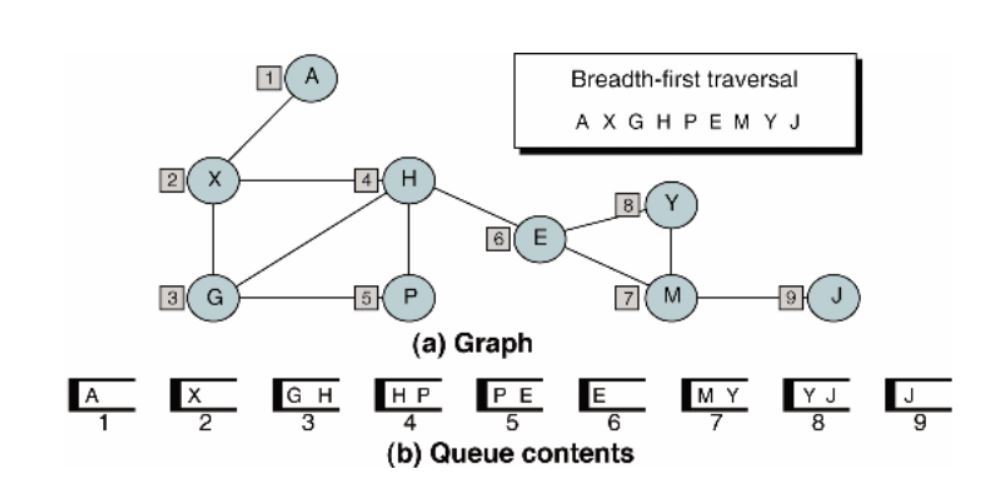 1 A
Breadth-first traversal
A X G H P E M Y J
2 X 4 H
8 Y
6 E
3 G 5 P 7 M 9 J
(a) Graph
A X G H H P P E E M Y Y J J
1 2 3 4 5 6 7 8 9
(b) Queue contents